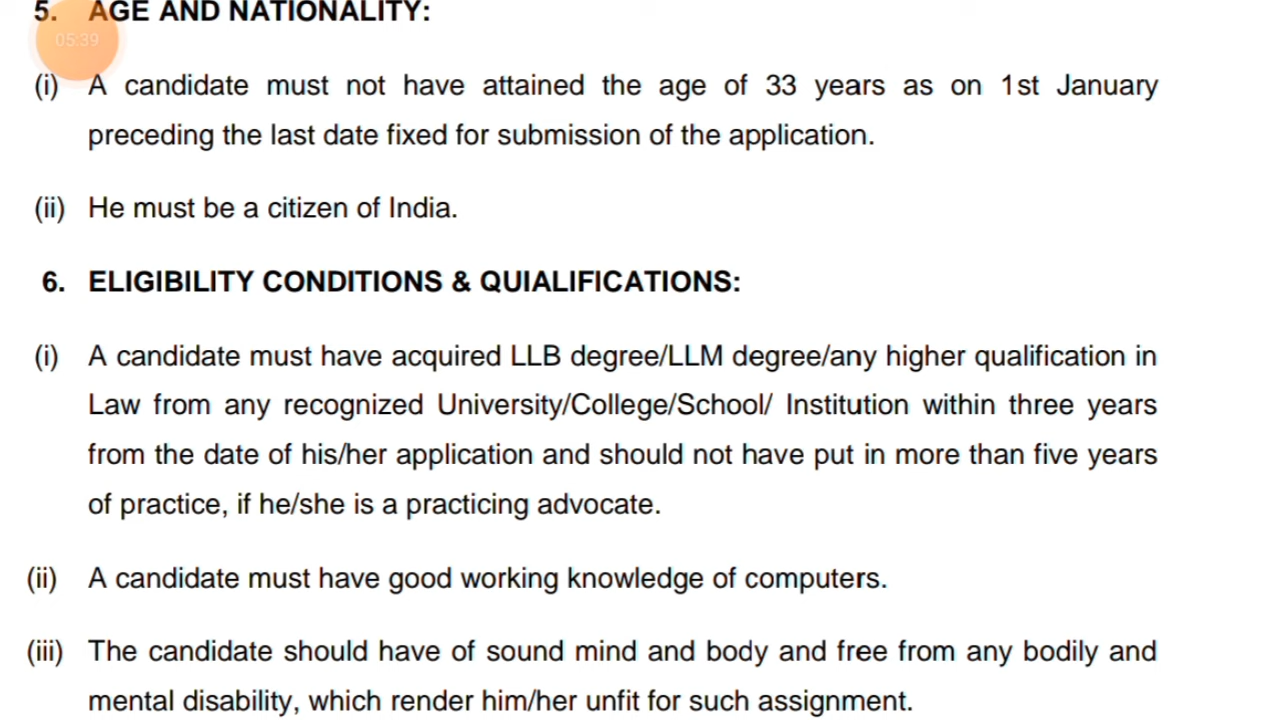 5. AGE AND NATIONALITY:
05:39
(i) A candidate must not have attained the age of 33 years as on 1st January
preceding the last date fixed for submission of the application.
(ii) He must be a citizen of India.
6. ELIGIBILITY CONDITIONS & QUIALIFICATIONS:
(i) A candidate must have acquired LLB degree/LLM degree/any higher qualification in
Law from any recognized University/College/School/ Institution within three years
from the date of his/her application and should not have put in more than five years
of practice, if he/she is a practicing advocate.
(ii) A candidate must have good working knowledge of computers.
(iii) The candidate should have of sound mind and body and free from any bodily and
mental disability, which render him/her unfit for such assignment.